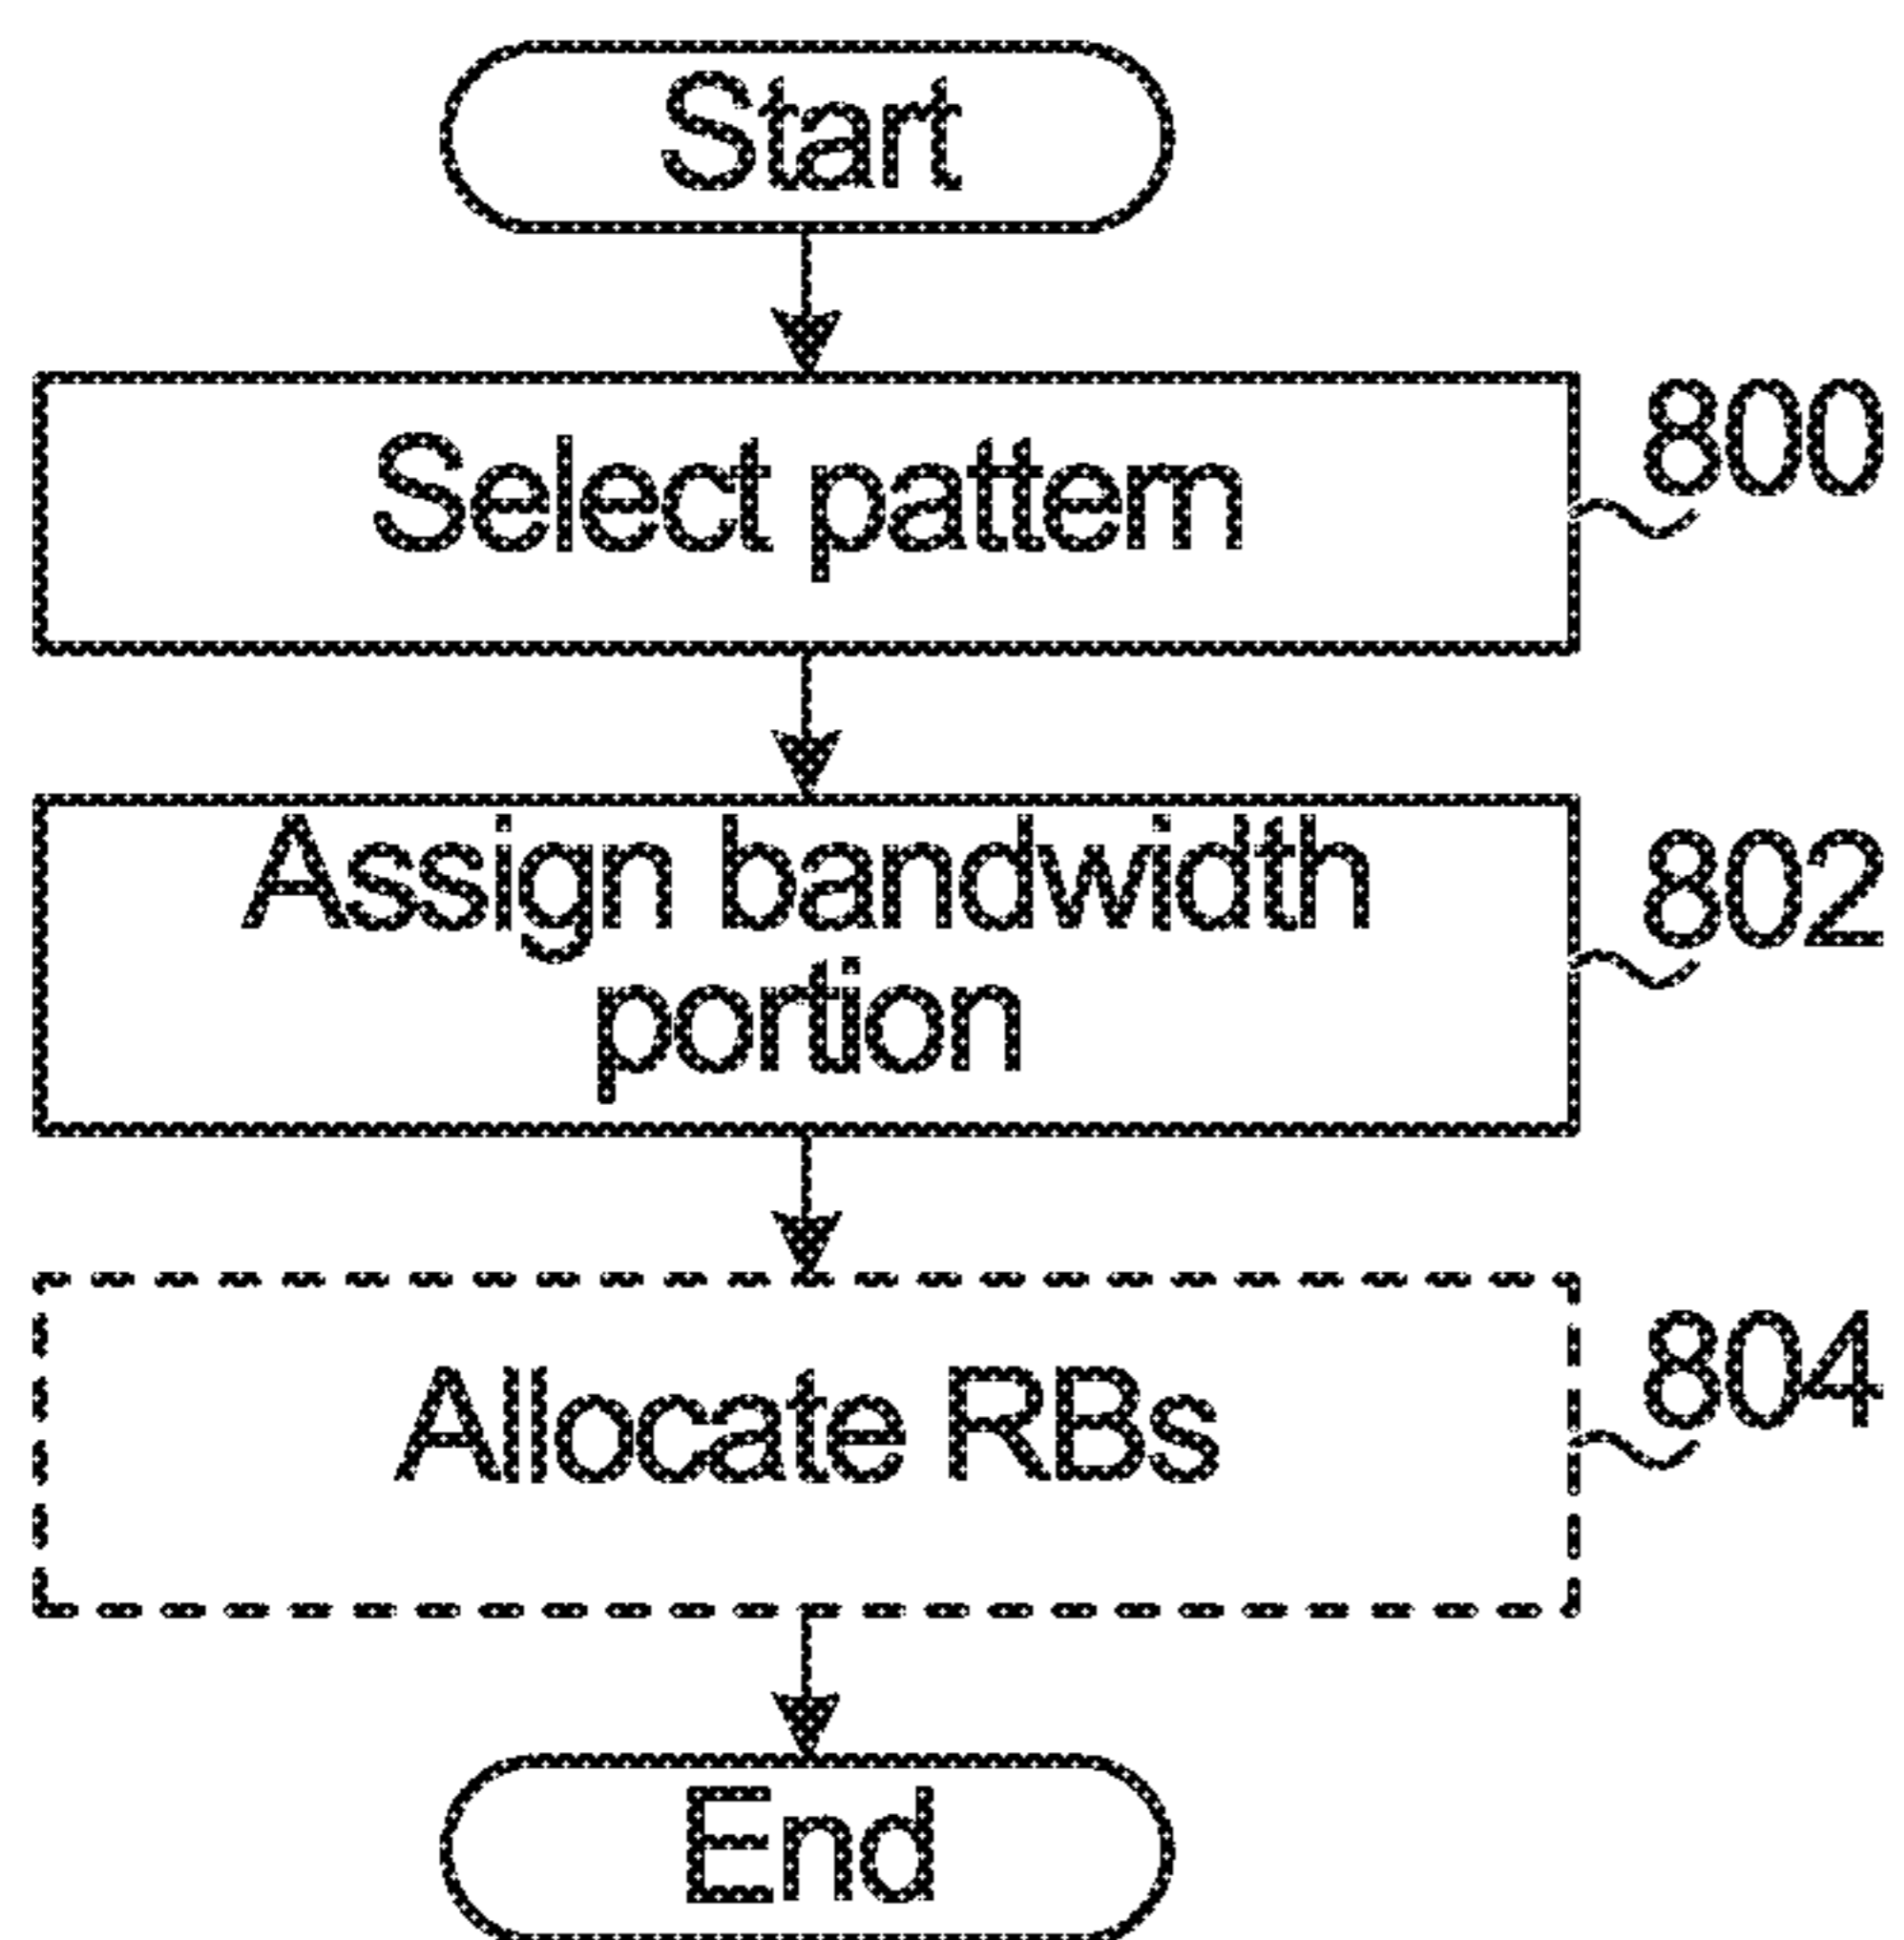 Start
Select pattern
800
Assign bandwidth
portion
802
Allocate RBs
804
End